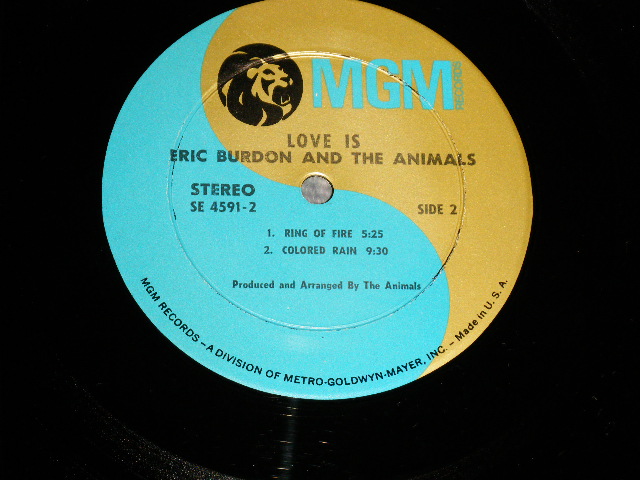 MGM
RECORDS
LOVE IS
ERIC BURDON AND THE ANIMALS
STEREO
SE 4591-2
SIDE 2
1. RING OF FIRE 5:25
2. COLORED RAIN 9:30
Produced and Arranged By The Animals
MGM RECORDS – A DIVISION OF METRO-GOLDWYN-MAYER, INC. – Made in U. S. A.